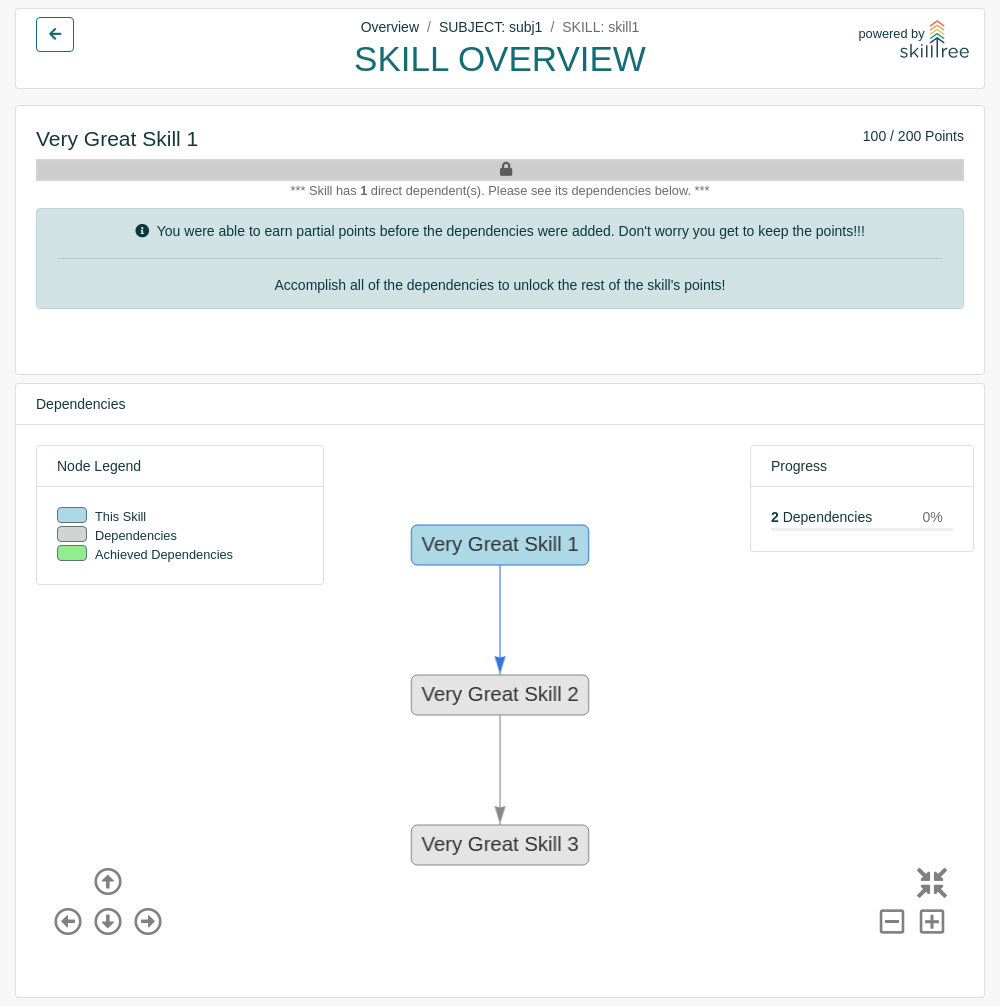 Overview / SUBJECT: subj1 / SKILL: skill1
SKILL OVERVIEW
powered by
skilltree
Very Great Skill 1
100 / 200 Points
*** Skill has 1 direct dependent(s). Please see its dependencies below. ***
You were able to earn partial points before the dependencies were added. Don't worry you get to keep the points!!!
Accomplish all of the dependencies to unlock the rest of the skill's points!
Dependencies
Node Legend
This Skill
Dependencies
Achieved Dependencies
Progress
2 Dependencies 0%
Very Great Skill 1
Very Great Skill 2
Very Great Skill 3